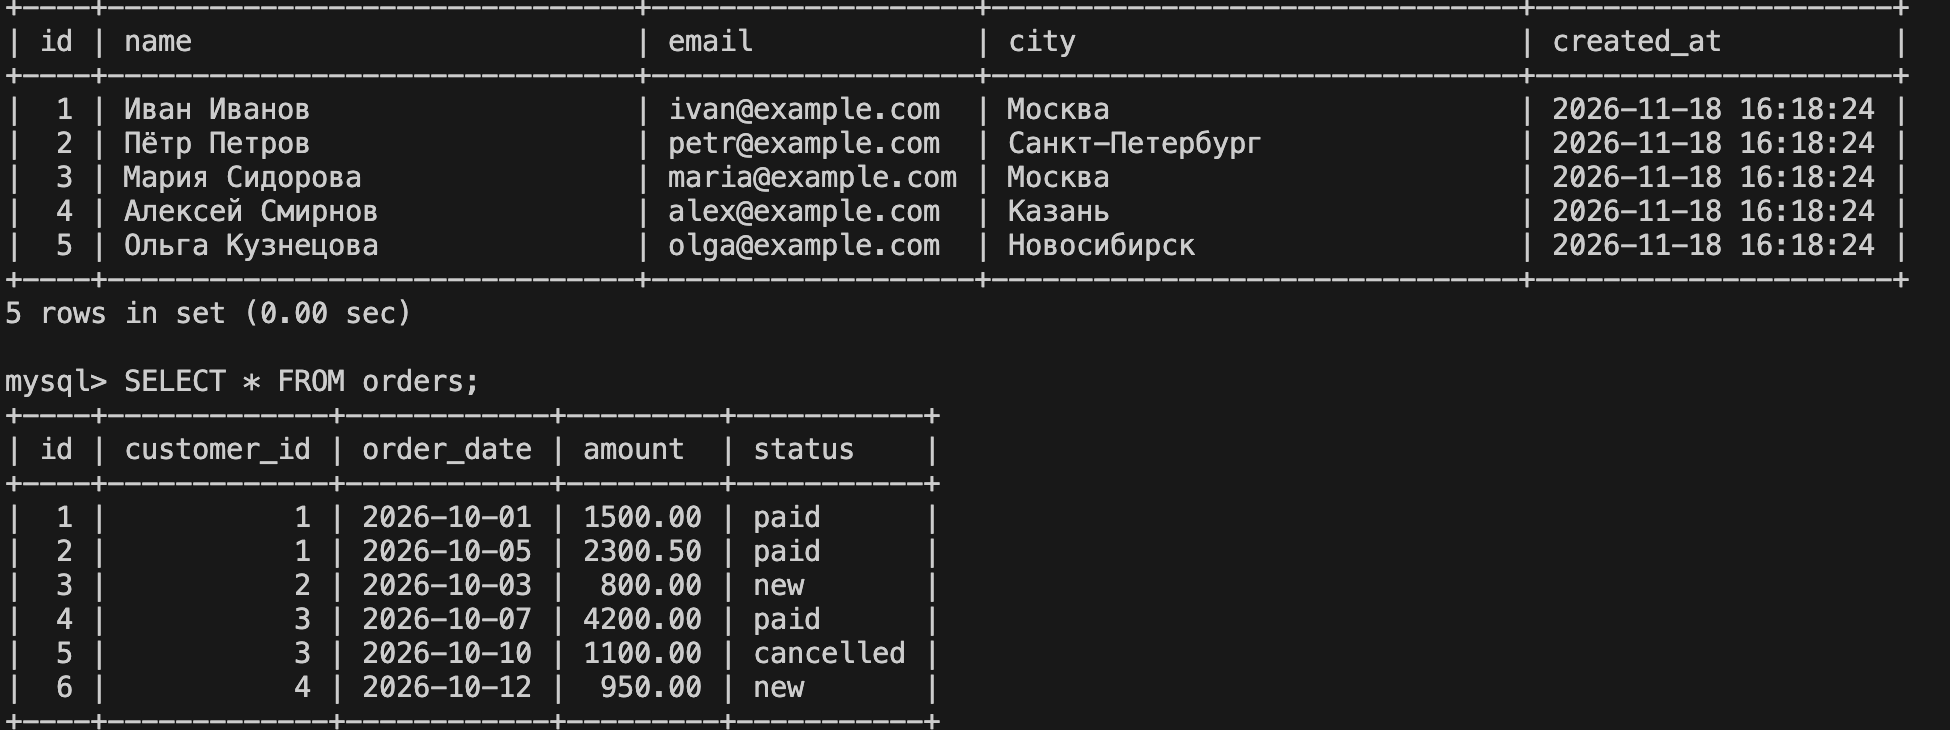 +----+--------------------------------+-------------------+--------------------------------+---------------------+
| id | name                           | email             | city                           | created_at          |
+----+--------------------------------+-------------------+--------------------------------+---------------------+
|  1 | Иван Иванов                    | ivan@example.com  | Москва                         | 2026-11-18 16:18:24 |
|  2 | Пётр Петров                    | petr@example.com  | Санкт-Петербург                | 2026-11-18 16:18:24 |
|  3 | Мария Сидорова                 | maria@example.com | Москва                         | 2026-11-18 16:18:24 |
|  4 | Алексей Смирнов                | alex@example.com  | Казань                         | 2026-11-18 16:18:24 |
|  5 | Ольга Кузнецова                | olga@example.com  | Новосибирск                    | 2026-11-18 16:18:24 |
+----+--------------------------------+-------------------+--------------------------------+---------------------+
5 rows in set (0.00 sec)

mysql> SELECT * FROM orders;
+----+-------------+------------+---------+-----------+
| id | customer_id | order_date | amount  | status    |
+----+-------------+------------+---------+-----------+
|  1 |           1 | 2026-10-01 | 1500.00 | paid      |
|  2 |           1 | 2026-10-05 | 2300.50 | paid      |
|  3 |           2 | 2026-10-03 |  800.00 | new       |
|  4 |           3 | 2026-10-07 | 4200.00 | paid      |
|  5 |           3 | 2026-10-10 | 1100.00 | cancelled |
|  6 |           4 | 2026-10-12 |  950.00 | new       |
+----+-------------+------------+---------+-----------+